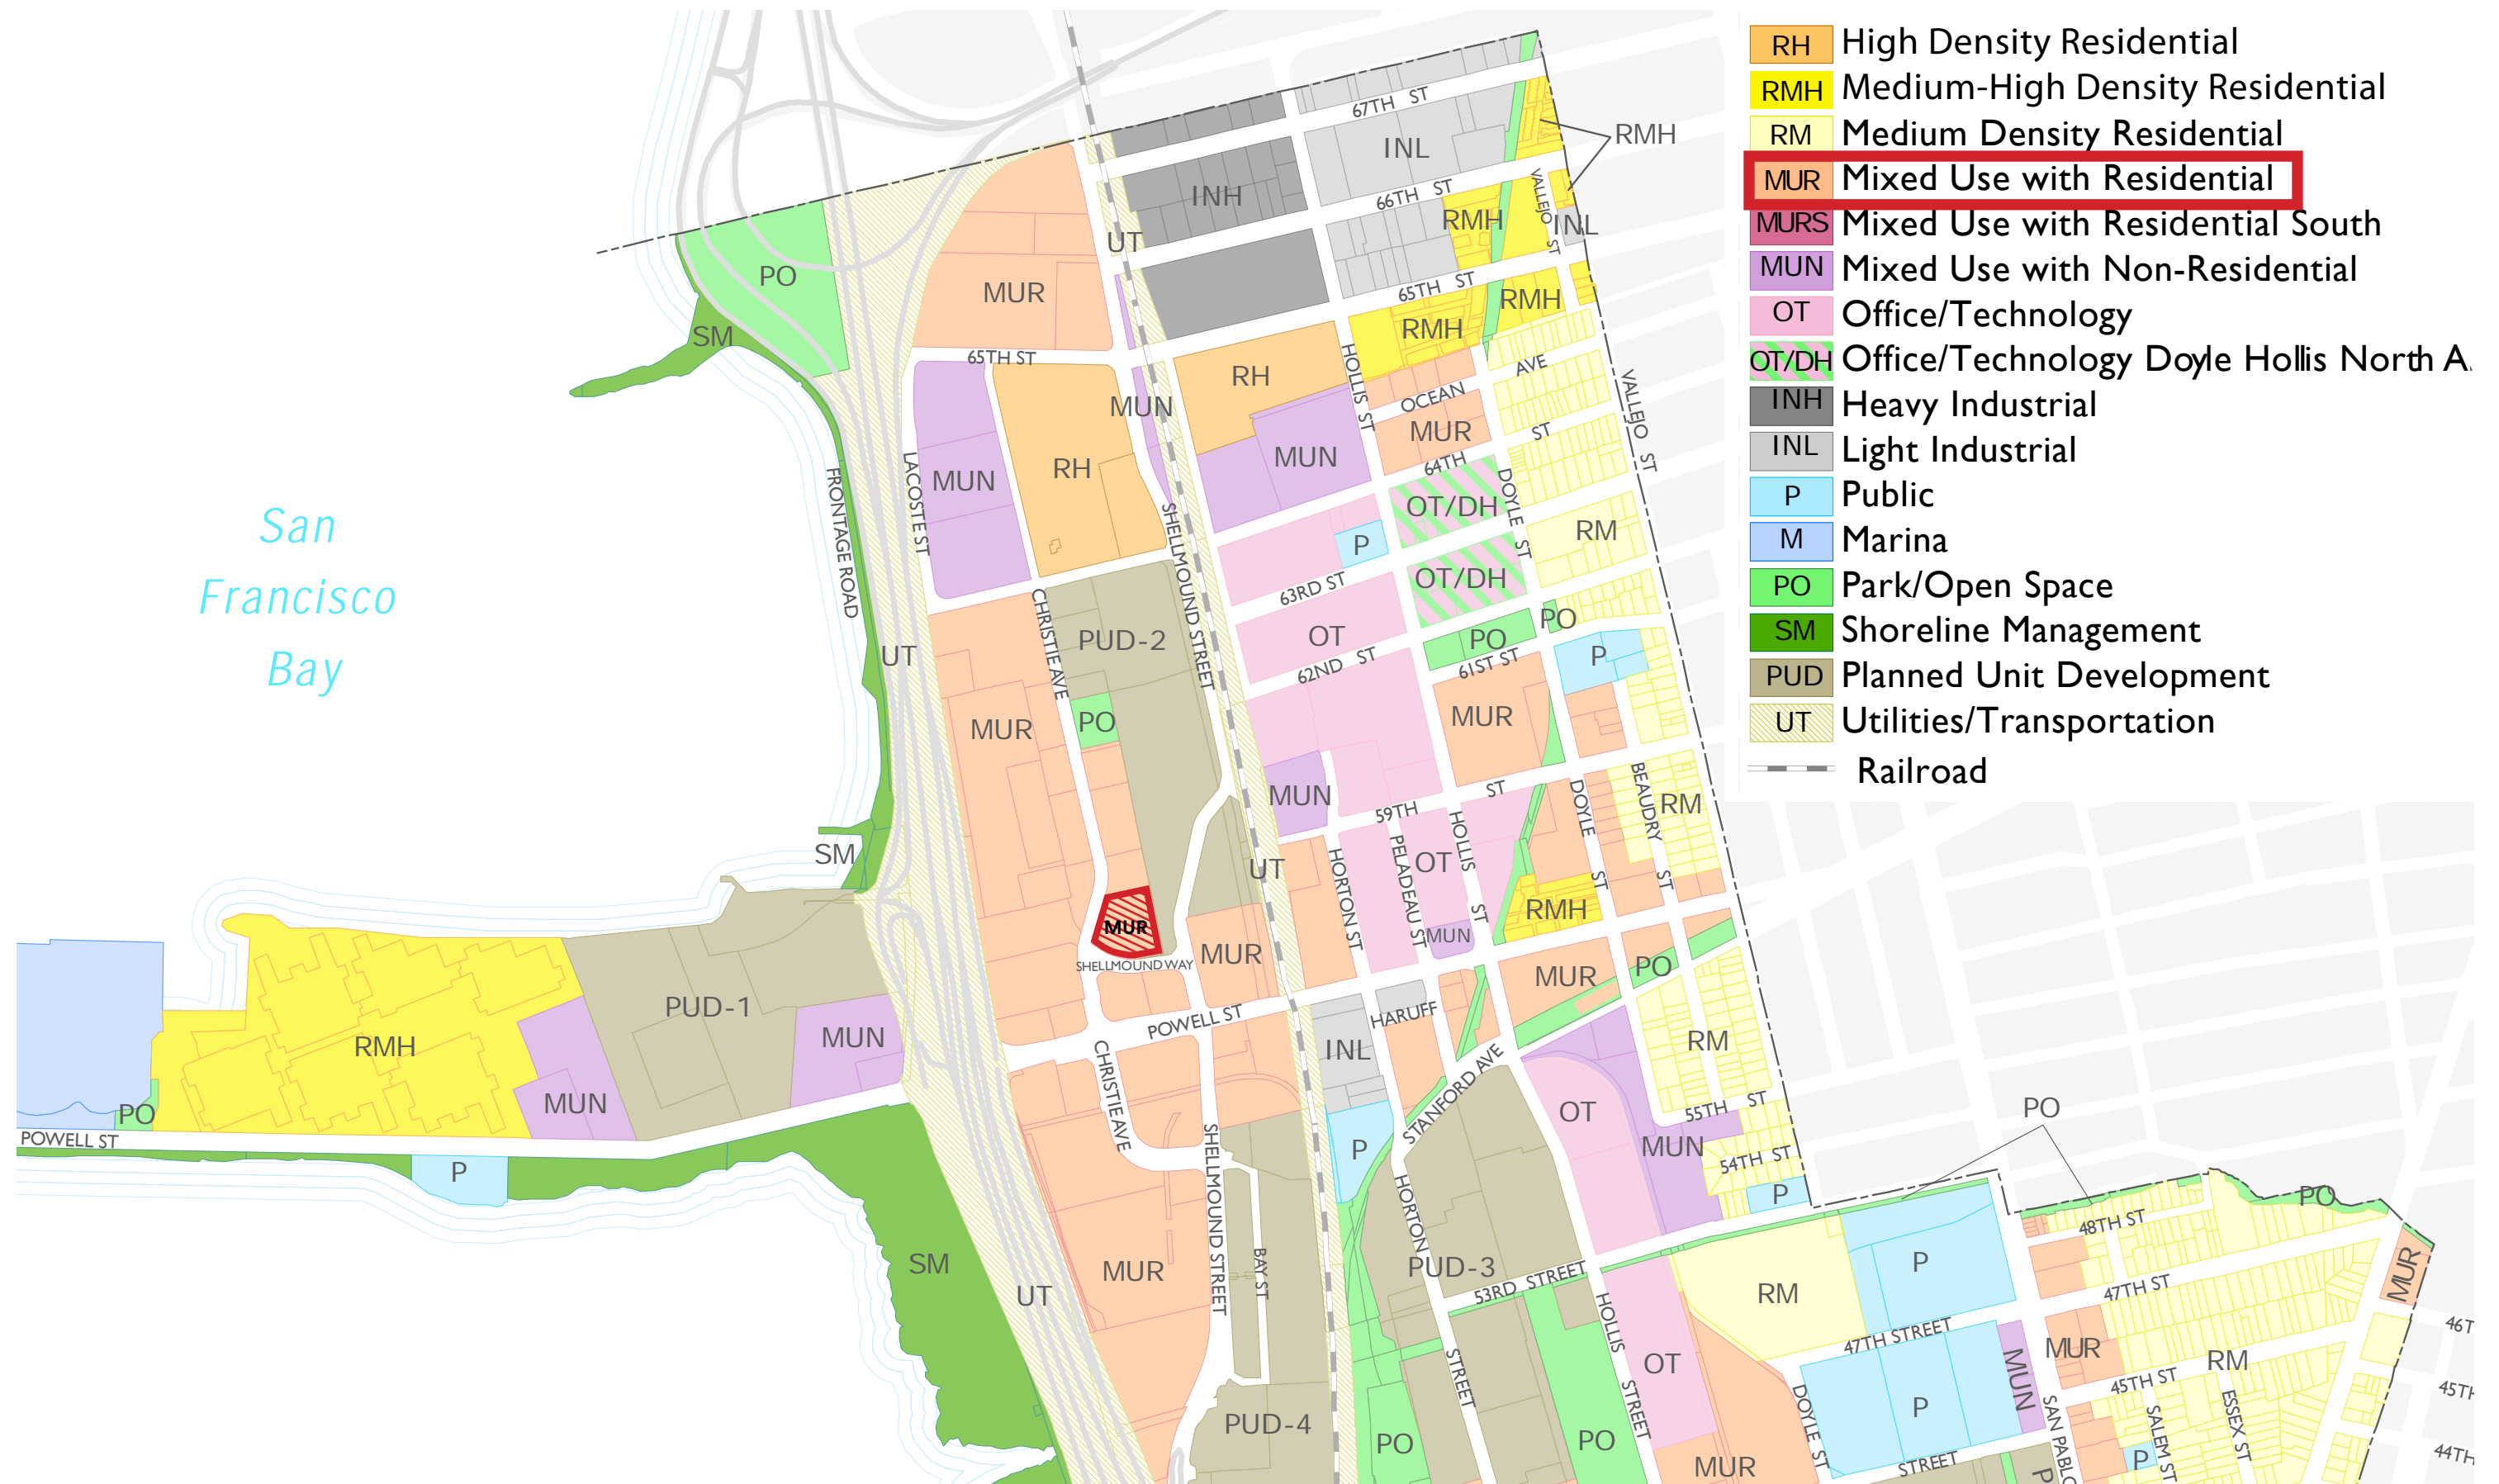 RH High Density Residential
RMH Medium-High Density Residential
RM Medium Density Residential
MUR Mixed Use with Residential
MURS Mixed Use with Residential South
MUN Mixed Use with Non-Residential
OT Office/Technology
OT/DH Office/Technology Doyle Hollis North A.
INH Heavy Industrial
INL Light Industrial
P Public
M Marina
PO Park/Open Space
SM Shoreline Management
PUD Planned Unit Development
UT Utilities/Transportation
Railroad
San
Francisco
Bay
67TH ST
INL
RMH
INH
66TH ST
VALLEJO ST
RMH
INL
UT
PO
MUR
65TH ST
RMH
SM
RMH
65TH ST
HOLLIS ST
RH
AVE
OCEAN
VALLEJO ST
MUN
MUR
ST
MUN
64TH
RH
MUN
LACOSTE ST
FRONTAGE ROAD
SHELLMOUND STREET
OT/DH
DOYLE ST
RM
P
OT/DH
63RD ST
CHRISTIE AVE
PUD-2
OT
PO
PO
61ST ST
P
62ND ST
UT
MUR
PO
MUR
MUN
59TH ST
DOYLE ST
BEAUDRY ST
RM
SM
UT
HORTON ST
PELADEAU ST
OT
HOLLIS ST
RMH
MUR
MUN
SHELLMOUND WAY
MUR
MUR
PO
PUD-1
MUN
POWELL ST
HARUFF
RMH
INL
RM
CHRISTIE AVE
STANFORD AVE
MUN
PO
POWELL ST
OT
55TH ST
PO
P
P
MUN
54TH ST
P
SHELLMOUND STREET
HORTON STREET
PO
48TH ST
SM
UT
MUR
BAY ST
PUD-3
53RD STREET
HOLLIS STREET
RM
P
47TH ST
MUR
47TH STREET
46T
OT
MUN
MUR
RM
45TH ST
45TH
PUD-4
PO
PO
DOYLE ST
P
SAN PABLO
SALEM ST
ESSEX ST
MUR
STREET
P
P
44TH